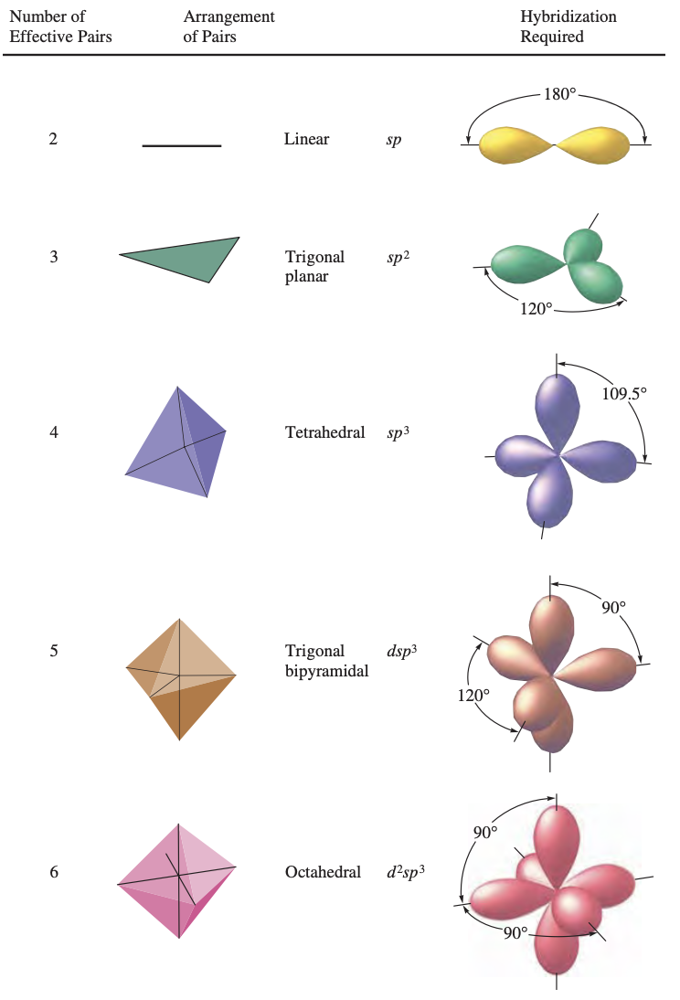 Number of Effective Pairs
Arrangement of Pairs
Hybridization Required
180°
2
Linear
sp
3
Trigonal
planar
sp²
120°
109.5°
4
Tetrahedral
sp³
90°
5
Trigonal
bipyramidal
dsp³
120°
90°
6
Octahedral
d²sp³
90°